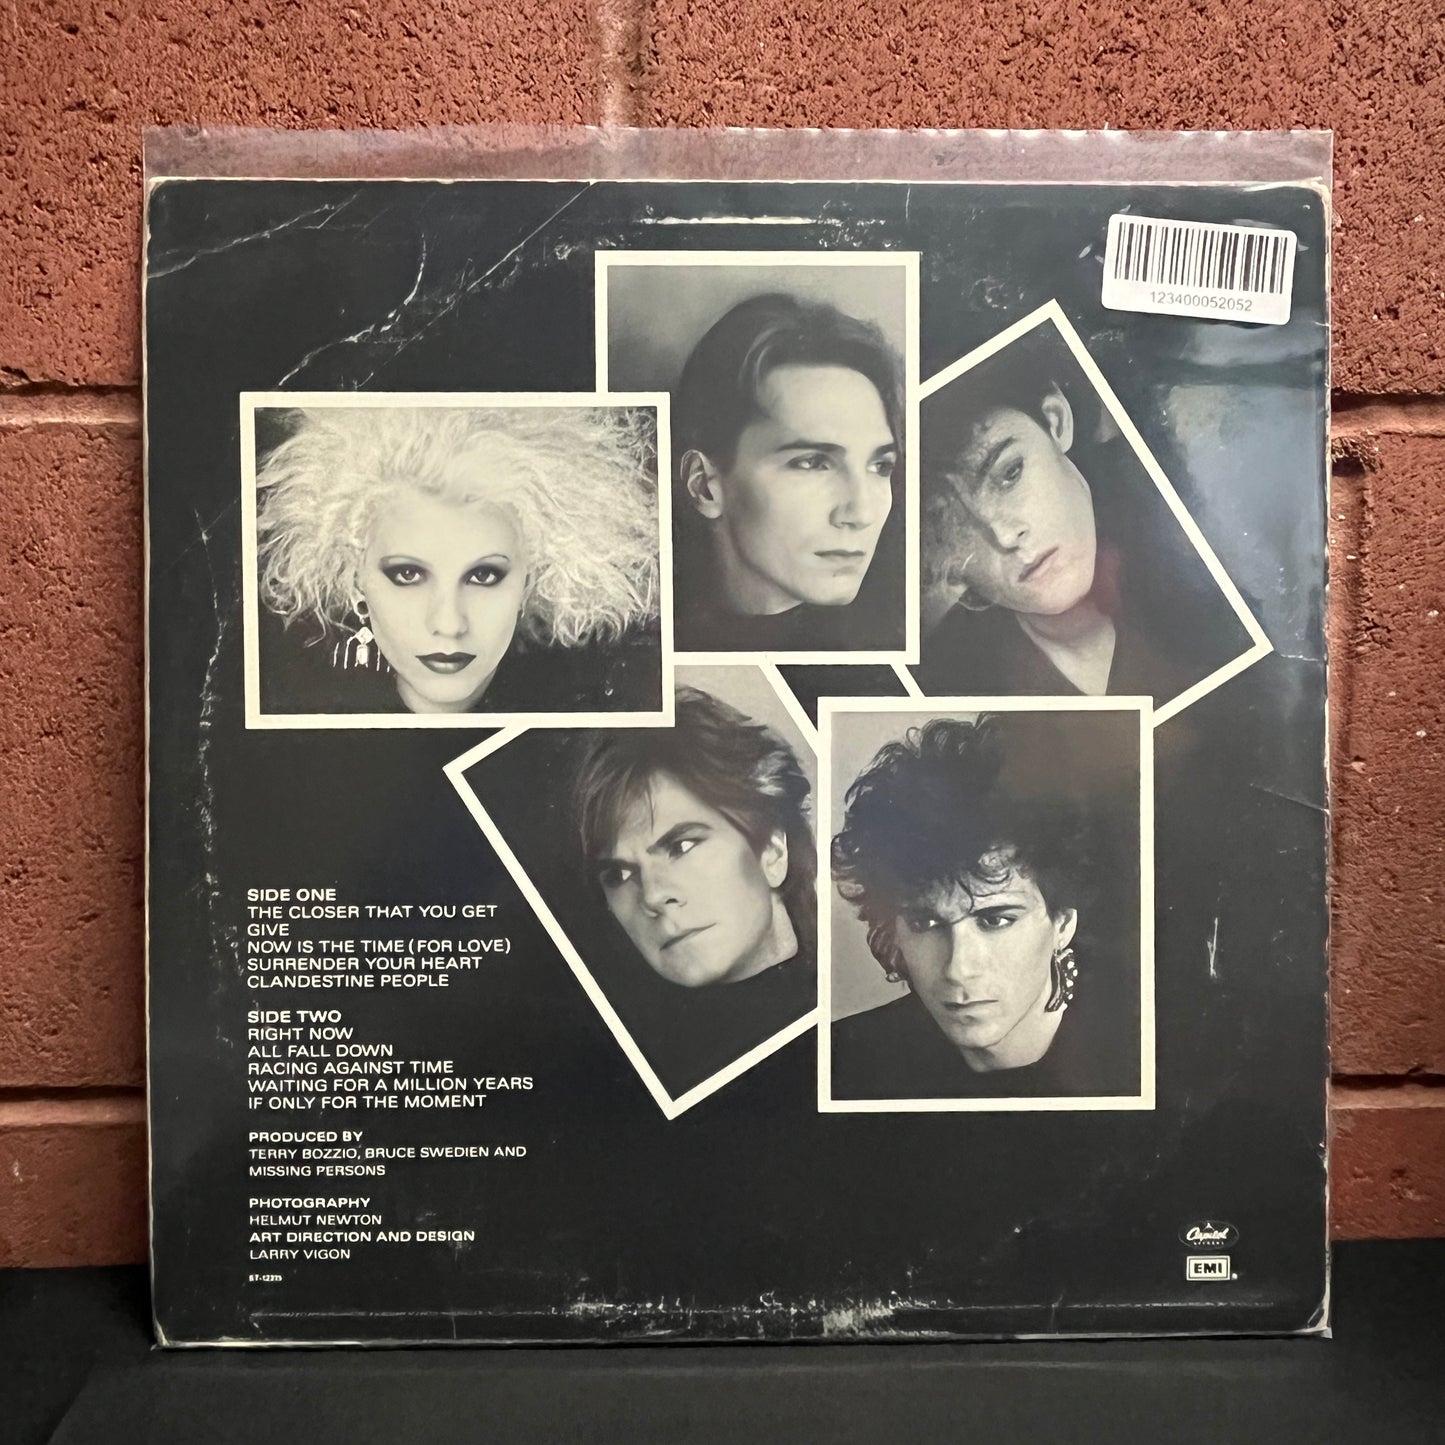 123400052052
SIDE ONE
THE CLOSER THAT YOU GET
GIVE
NOW IS THE TIME (FOR LOVE)
SURRENDER YOUR HEART
CLANDESTINE PEOPLE
SIDE TWO
RIGHT NOW
ALL FALL DOWN
RACING AGAINST TIME
WAITING FOR A MILLION YEARS
IF ONLY FOR THE MOMENT
PRODUCED BY
TERRY BOZZIO, BRUCE SWEDIEN AND
MISSING PERSONS
PHOTOGRAPHY
HELMUT NEWTON
ART DIRECTION AND DESIGN
LARRY VIGON
Capitol
RECORDS
EMI